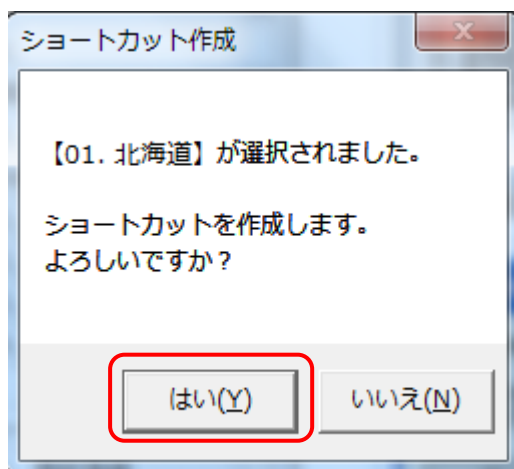 ショートカット作成
【01. 北海道】が選択されました。
ショートカットを作成します。
よろしいですか？
はい(Y)
いいえ(N)